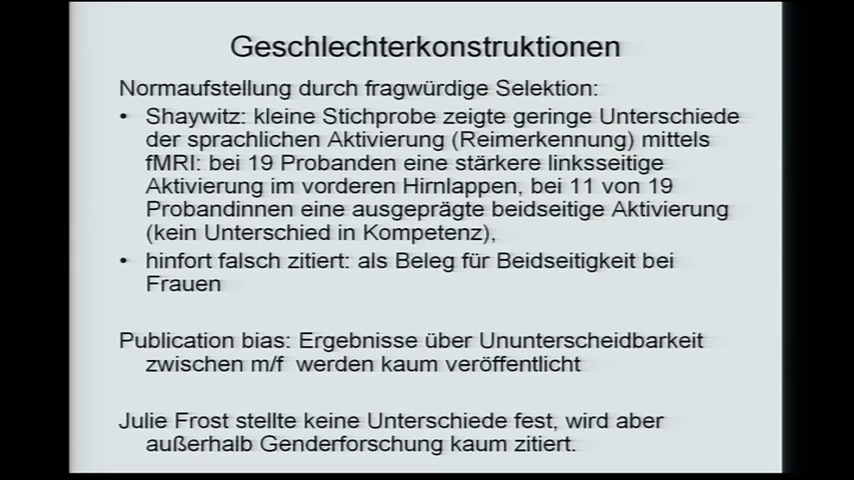 Geschlechterkonstruktionen
Normaufstellung durch fragwürdige Selektion:
• Shaywitz: kleine Stichprobe zeigte geringe Unterschiede
der sprachlichen Aktivierung (Reimerkennung) mittels
fMRI: bei 19 Probanden eine stärkere linksseitige
Aktivierung im vorderen Hirnlappen, bei 11 von 19
Probandinnen eine ausgeprägte beidseitige Aktivierung
(kein Unterschied in Kompetenz),
• hinfort falsch zitiert: als Beleg für Beidseitigkeit bei
Frauen
Publication bias: Ergebnisse über Ununterscheidbarkeit
zwischen m/f werden kaum veröffentlicht
Julie Frost stellte keine Unterschiede fest, wird aber
außerhalb Genderforschung kaum zitiert.